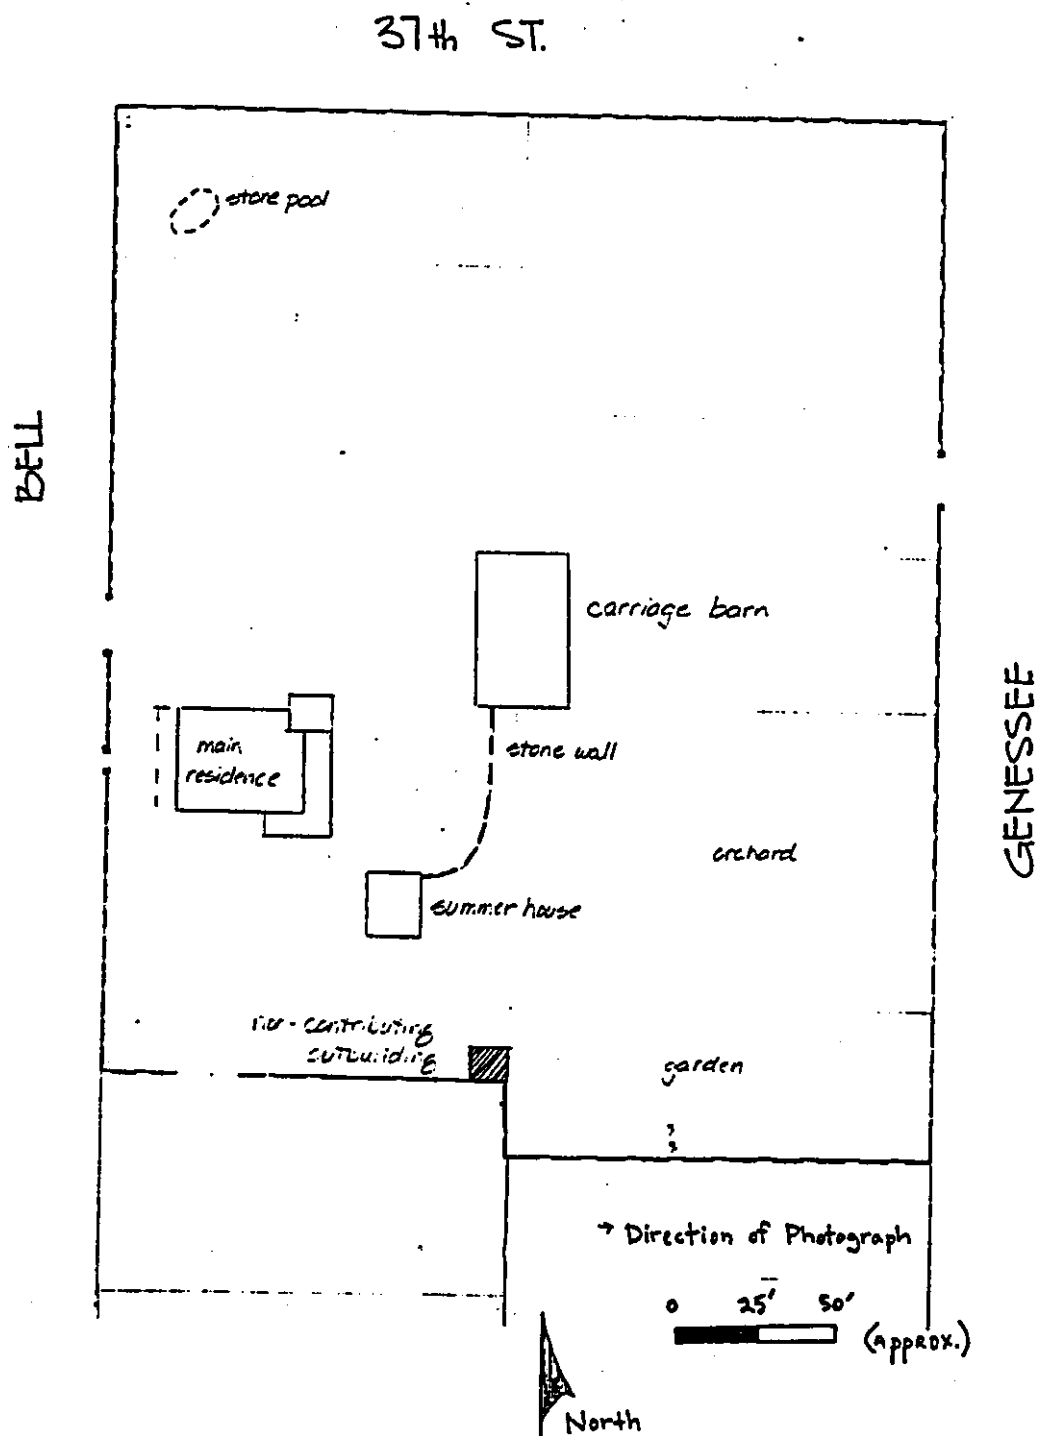 37th ST.
stone pool
BELL
carriage barn
GENESSEE
main
residence
stone wall
orchard
summer house
non-contributing
outbuilding
garden
→ Direction of Photograph
0 25' 50'
(APPROX.)
North